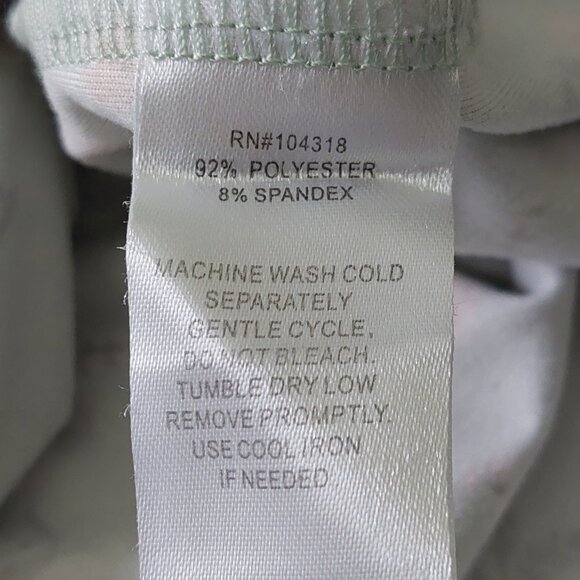 RN#104318
92% POLYESTER
8% SPANDEX
MACHINE WASH COLD
SEPARATELY
GENTLE CYCLE,
DO NOT BLEACH.
TUMBLE DRY LOW
REMOVE PROMPTLY.
USE COOL IRON
IF NEEDED